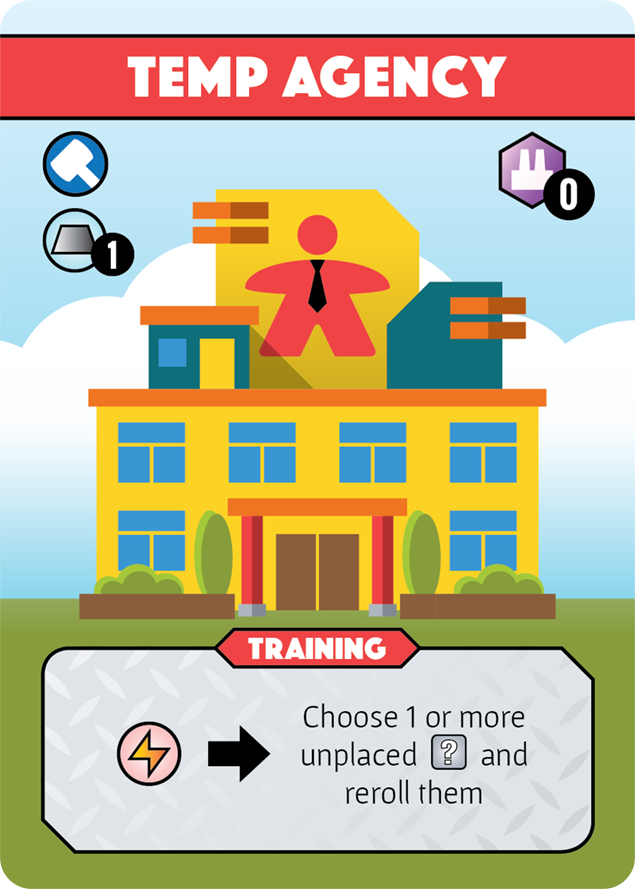 TEMP AGENCY
1
0
TRAINING
Choose 1 or more
unplaced ? and
reroll them